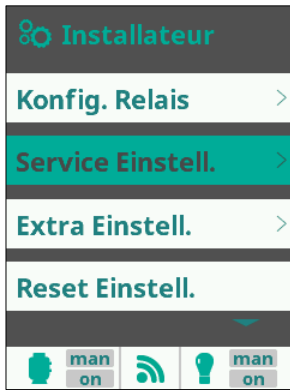 Installateur
Konfig. Relais
Service Einstell.
Extra Einstell.
Reset Einstell.
man man
on on